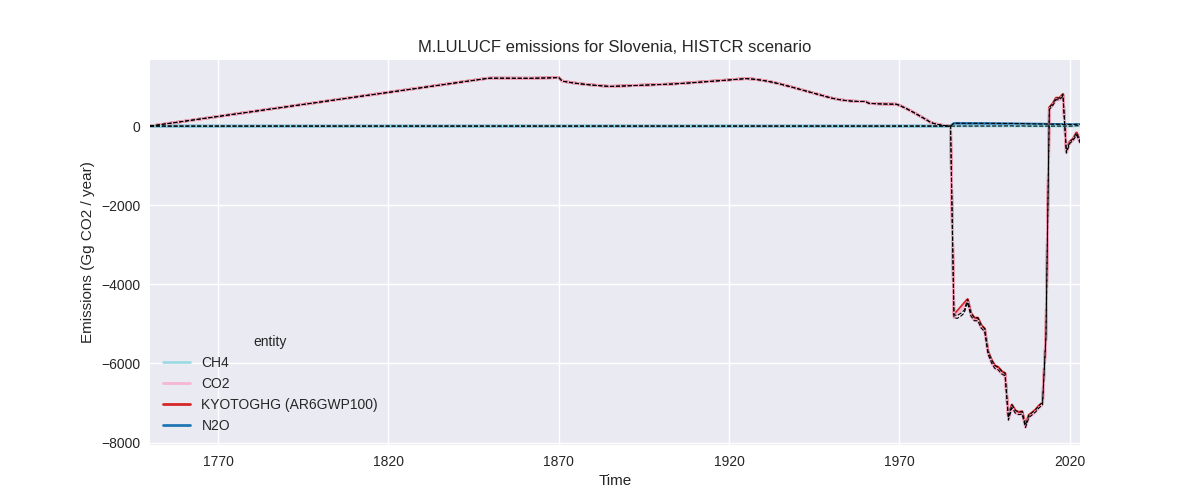 M.LULUCF emissions for Slovenia, HISTCR scenario
Emissions (Gg CO2 / year)
0
−2000
−4000
−6000
−8000
entity
CH4
CO2
KYOTOGHG (AR6GWP100)
N2O
1770 1820 1870 1920 1970 2020
Time